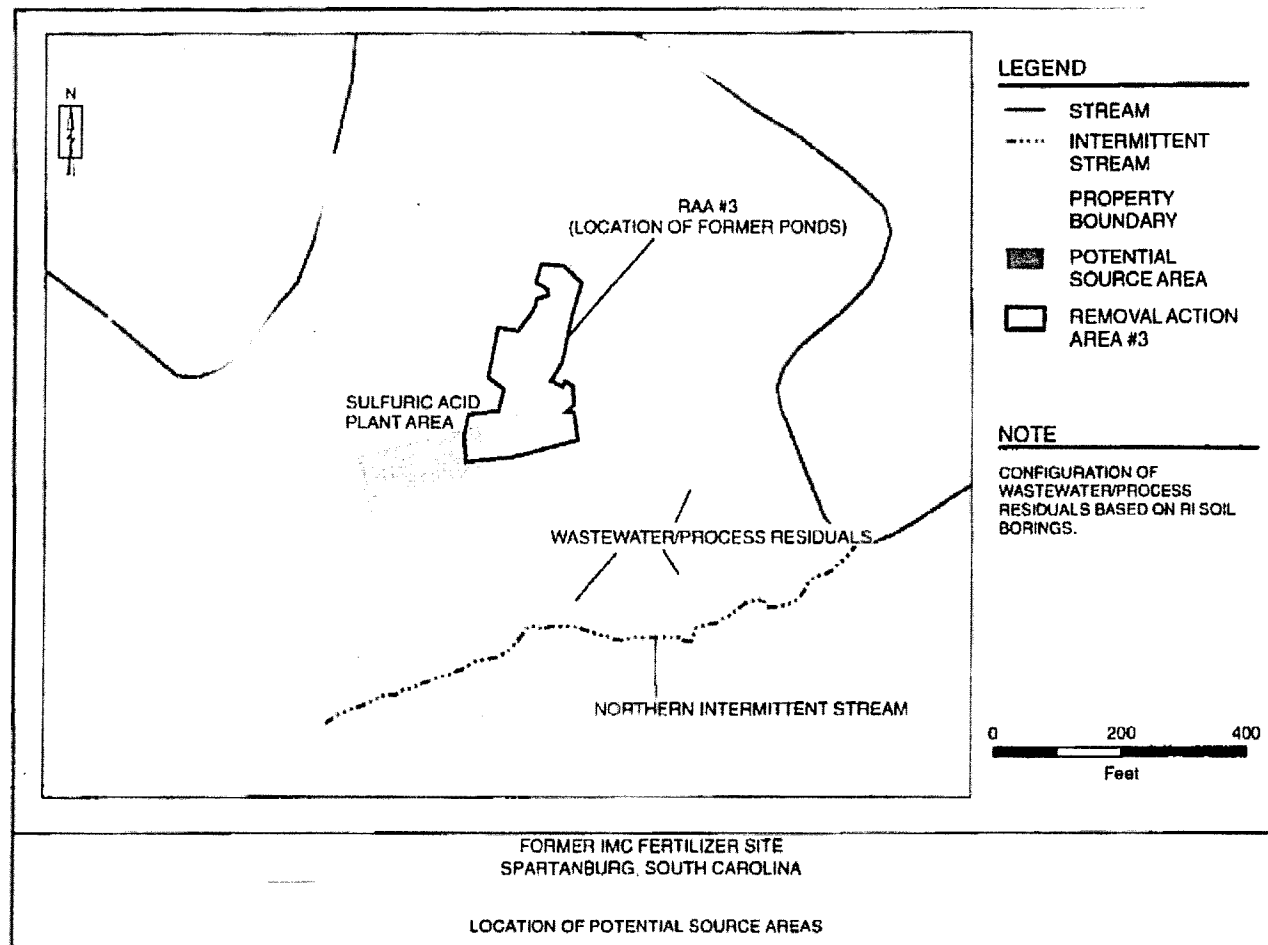 N
RAA #3
(LOCATION OF FORMER PONDS)
SULFURIC ACID
PLANT AREA
WASTEWATER/PROCESS RESIDUALS
NORTHERN INTERMITTENT STREAM
LEGEND
STREAM
INTERMITTENT
STREAM
PROPERTY
BOUNDARY
POTENTIAL
SOURCE AREA
REMOVAL ACTION
AREA #3
NOTE
CONFIGURATION OF
WASTEWATER/PROCESS
RESIDUALS BASED ON RI SOIL
BORINGS.
0 200 400
Feet
FORMER IMC FERTILIZER SITE
SPARTANBURG, SOUTH CAROLINA
LOCATION OF POTENTIAL SOURCE AREAS